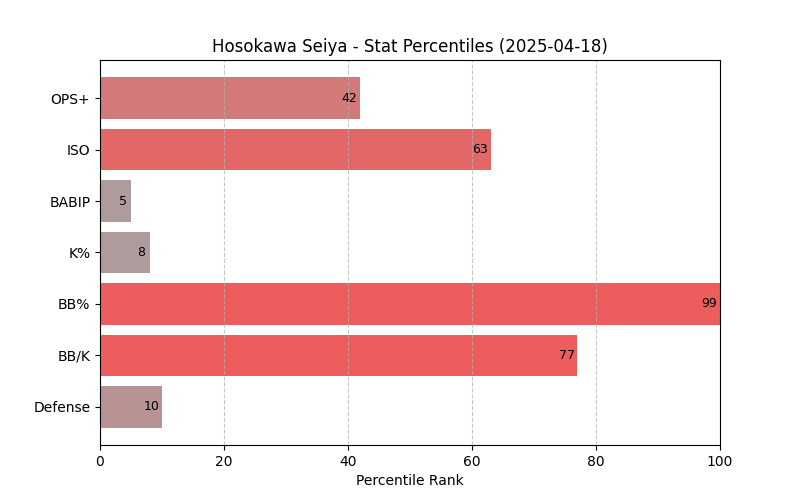 Hosokawa Seiya - Stat Percentiles (2025-04-18)
OPS+ 42
ISO 63
BABIP 5
K% 8
BB% 99
BB/K 77
Defense 10
0 20 40 60 80 100
Percentile Rank